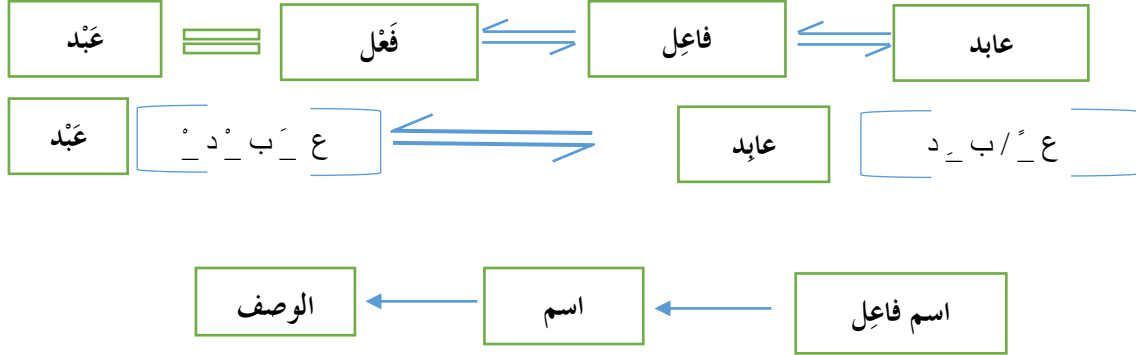 عابد فاعِل فَعْل عَبْد
ع _ً / ب _ِ د عابِد ع _َ ب _ْ د _ْ عَبْد
اسم فاعِل اسم الوصف